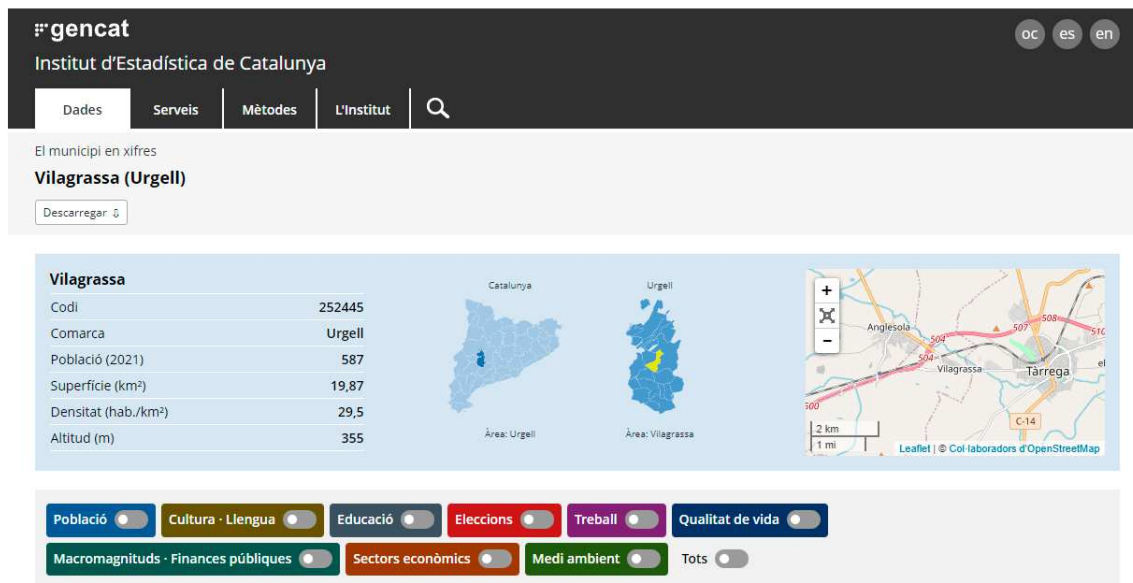 gencat
oc es en
Institut d'Estadística de Catalunya
Dades Serveis Mètodes L'Institut
El municipi en xifres
Vilagrassa (Urgell)
Descarregar ⇩
Vilagrassa
Codi 252445
Comarca Urgell
Població (2021) 587
Superfície (km²) 19,87
Densitat (hab./km²) 29,5
Altitud (m) 355
Catalunya
Àrea: Urgell
Urgell
Àrea: Vilagrassa
+
-
Anglesola
504
507
508
510
504
Vilagrassa
Tàrrega
el
500
C-14
2 km
1 mi
Leaflet | © Col·laboradors d'OpenStreetMap
Població Cultura · Llengua Educació Eleccions Treball Qualitat de vida
Macromagnituds · Finances públiques Sectors econòmics Medi ambient Tots